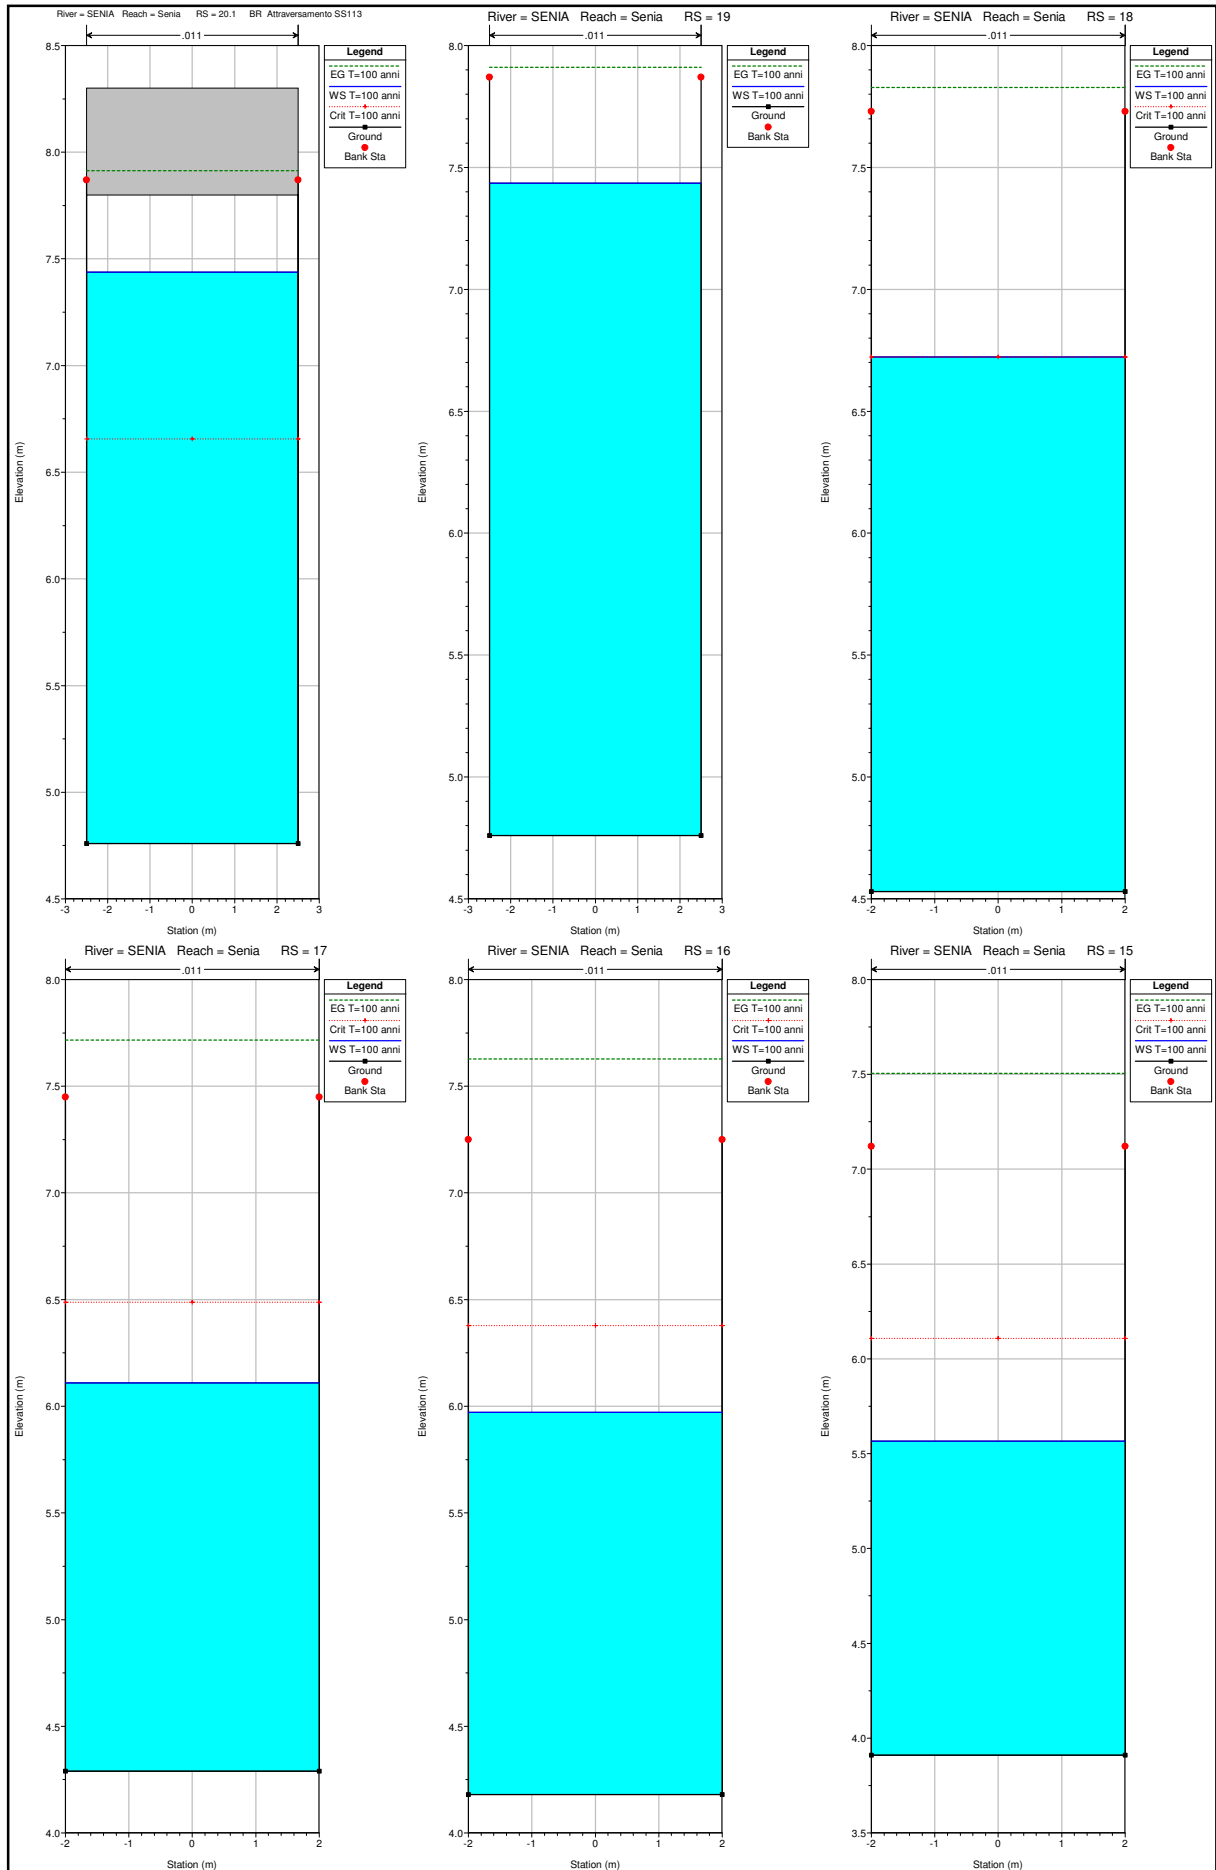 River = SENIA   Reach = Senia      RS = 20.1     BR  Attraversamento SS113
.011
8.5
8.0
7.5
7.0
6.5
6.0
5.5
5.0
4.5
-3 -2 -1 0 1 2 3
Elevation (m)
Station (m)
Legend
EG T=100 anni
WS T=100 anni
Crit T=100 anni
Ground
Bank Sta
River = SENIA   Reach = Senia      RS = 19
.011
8.0
7.5
7.0
6.5
6.0
5.5
5.0
4.5
-3 -2 -1 0 1 2 3
Elevation (m)
Station (m)
Legend
EG T=100 anni
WS T=100 anni
Ground
Bank Sta
River = SENIA   Reach = Senia      RS = 18
.011
8.0
7.5
7.0
6.5
6.0
5.5
5.0
4.5
-2 -1 0 1 2
Elevation (m)
Station (m)
Legend
EG T=100 anni
WS T=100 anni
Crit T=100 anni
Ground
Bank Sta
River = SENIA   Reach = Senia      RS = 17
.011
8.0
7.5
7.0
6.5
6.0
5.5
5.0
4.5
4.0
-2 -1 0 1 2
Elevation (m)
Station (m)
Legend
EG T=100 anni
Crit T=100 anni
WS T=100 anni
Ground
Bank Sta
River = SENIA   Reach = Senia      RS = 16
.011
8.0
7.5
7.0
6.5
6.0
5.5
5.0
4.5
4.0
-2 -1 0 1 2
Elevation (m)
Station (m)
Legend
EG T=100 anni
Crit T=100 anni
WS T=100 anni
Ground
Bank Sta
River = SENIA   Reach = Senia      RS = 15
.011
8.0
7.5
7.0
6.5
6.0
5.5
5.0
4.5
4.0
3.5
-2 -1 0 1 2
Elevation (m)
Station (m)
Legend
EG T=100 anni
Crit T=100 anni
WS T=100 anni
Ground
Bank Sta